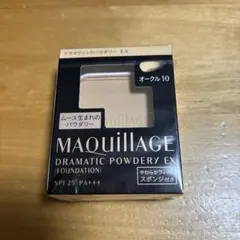 ドラマティックパウダリー EX
オークル10
ムース生まれの
パウダリー
MAQuillAGE
DRAMATIC POWDERY EX
(FOUNDATION)
SPF25・PA+++
スポンジ付き